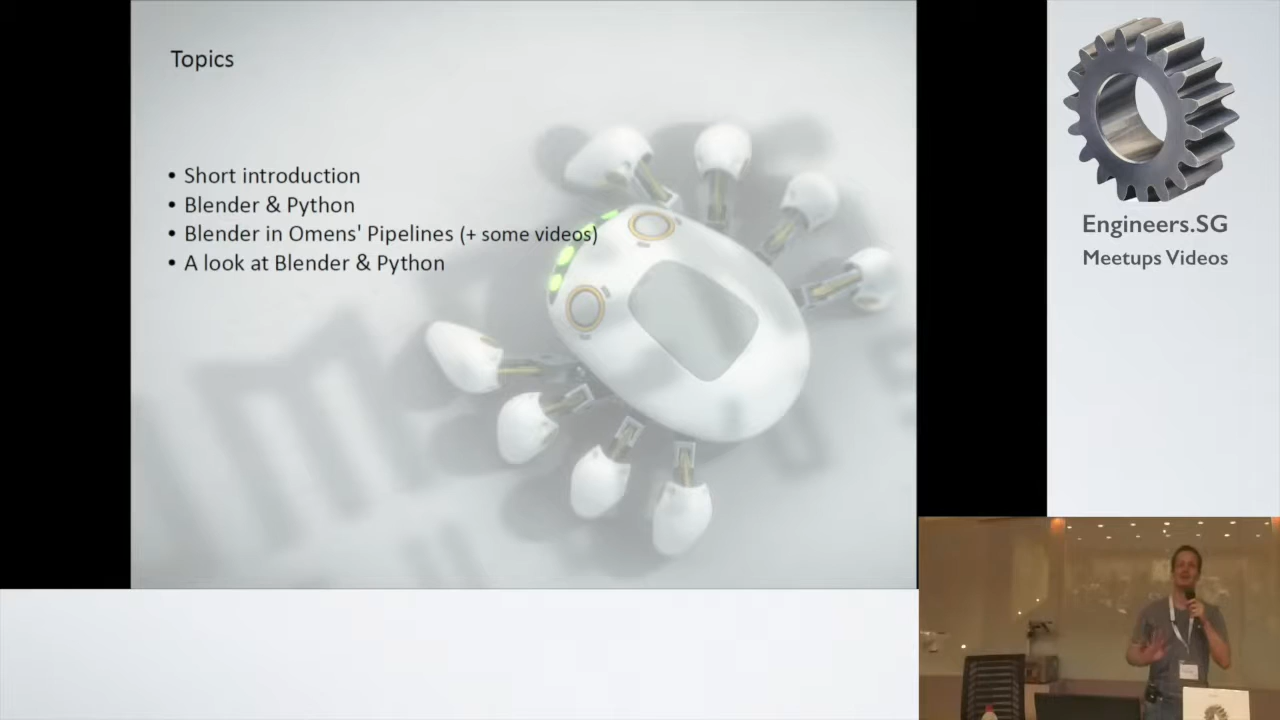 Topics
• Short introduction
• Blender & Python
• Blender in Omens' Pipelines (+ some videos)
• A look at Blender & Python
Engineers.SG
Meetups Videos